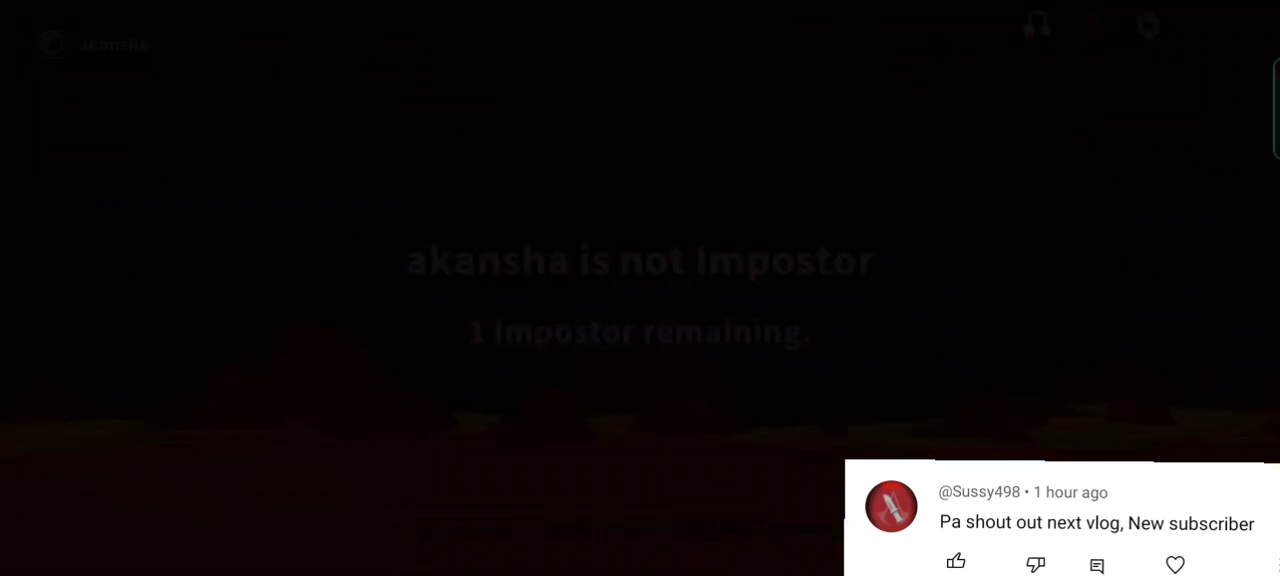 akansha
akansha is not Impostor
1 Impostor remaining.
@Sussy498 • 1 hour ago
Pa shout out next vlog, New subscriber